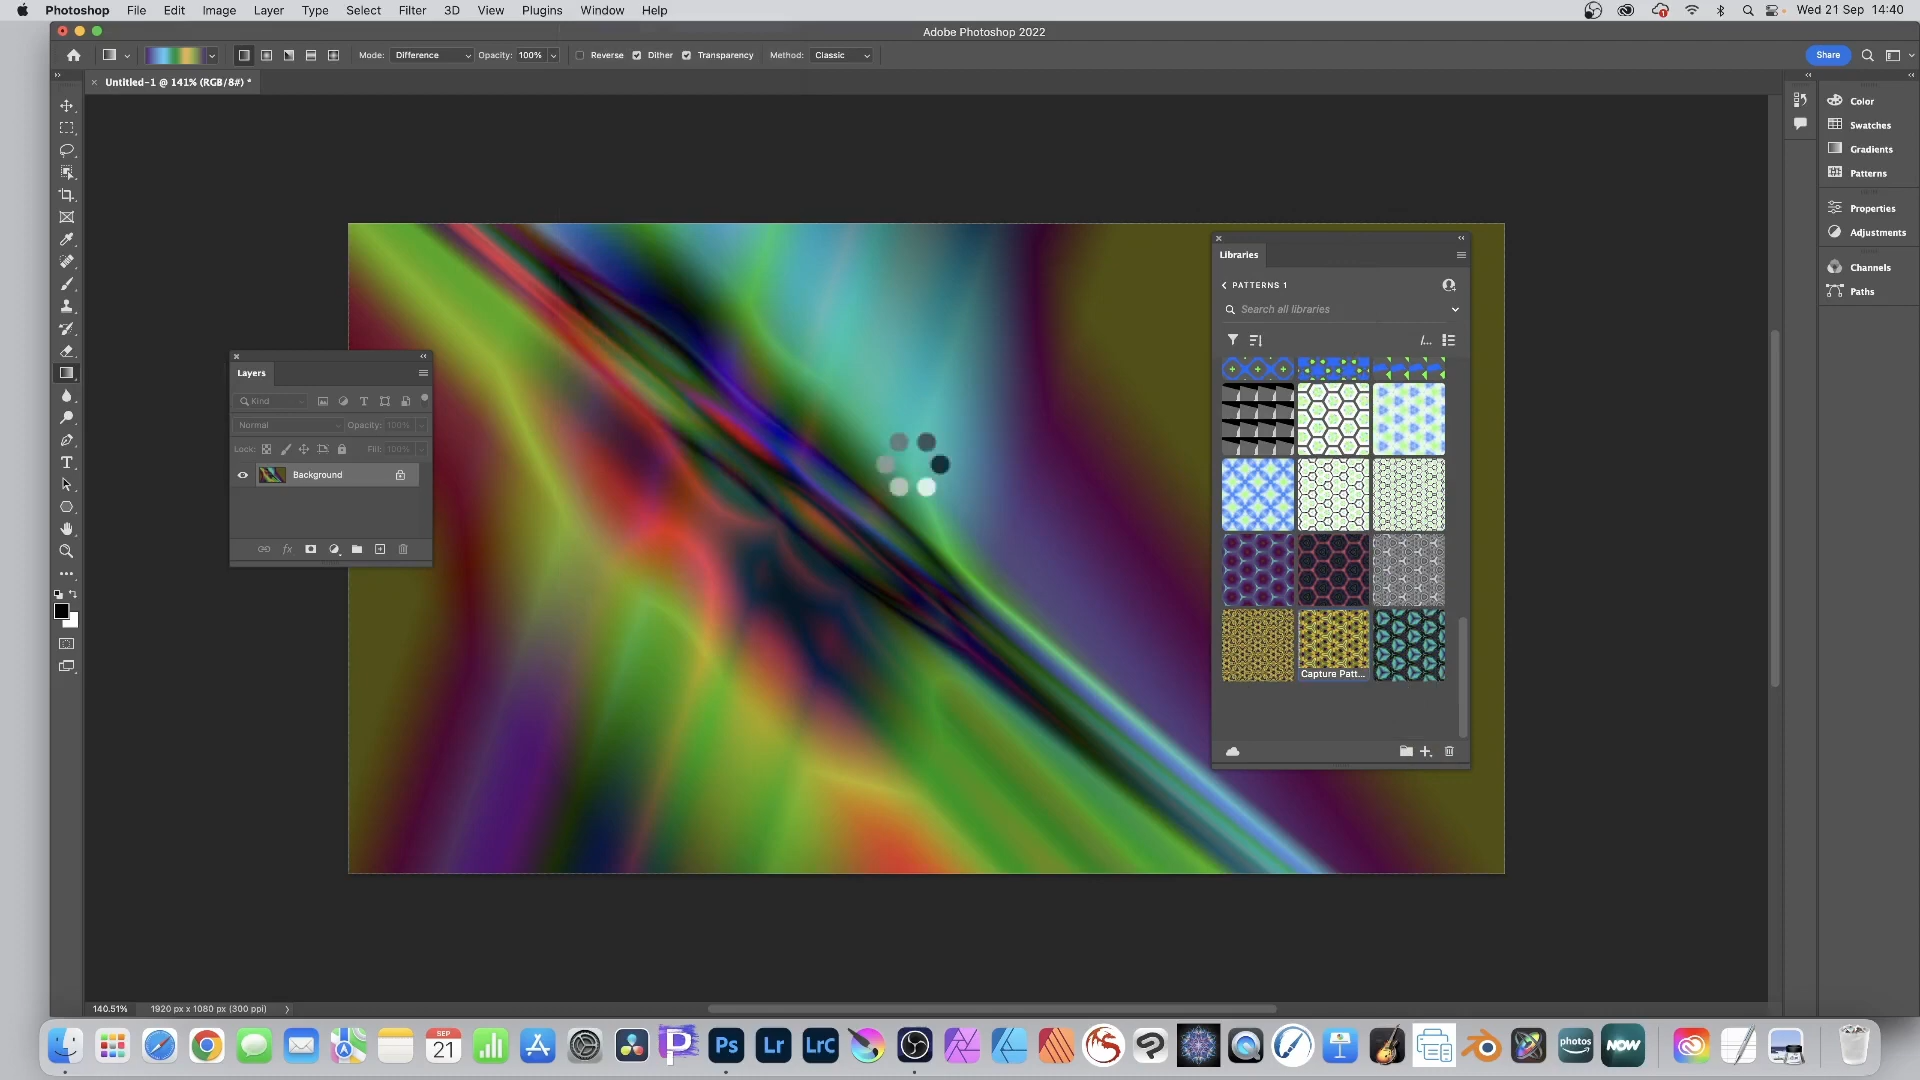 Photoshop File Edit Image Layer Type Select Filter 3D View Plugins Window Help Wed 21 Sep 14:40
Adobe Photoshop 2022
Mode: Difference Opacity: 100% Reverse Dither Transparency Method: Classic Share
Untitled-1 @ 141% (RGB/8#) *
Color
Swatches
Gradients
Patterns
Properties
Adjustments
Channels
Paths
Libraries
PATTERNS 1
Search all libraries
/...
Capture Patt...
Layers
Kind
Normal Opacity: 100%
Lock: Fill: 100%
Background
140.51% 1920 px x 1080 px (300 ppi)
SEP
21
Ps
Lr
LrC
photos
NOW